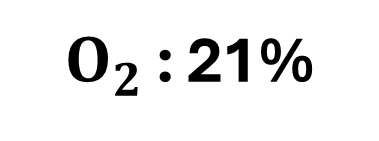 O₂ : 21%